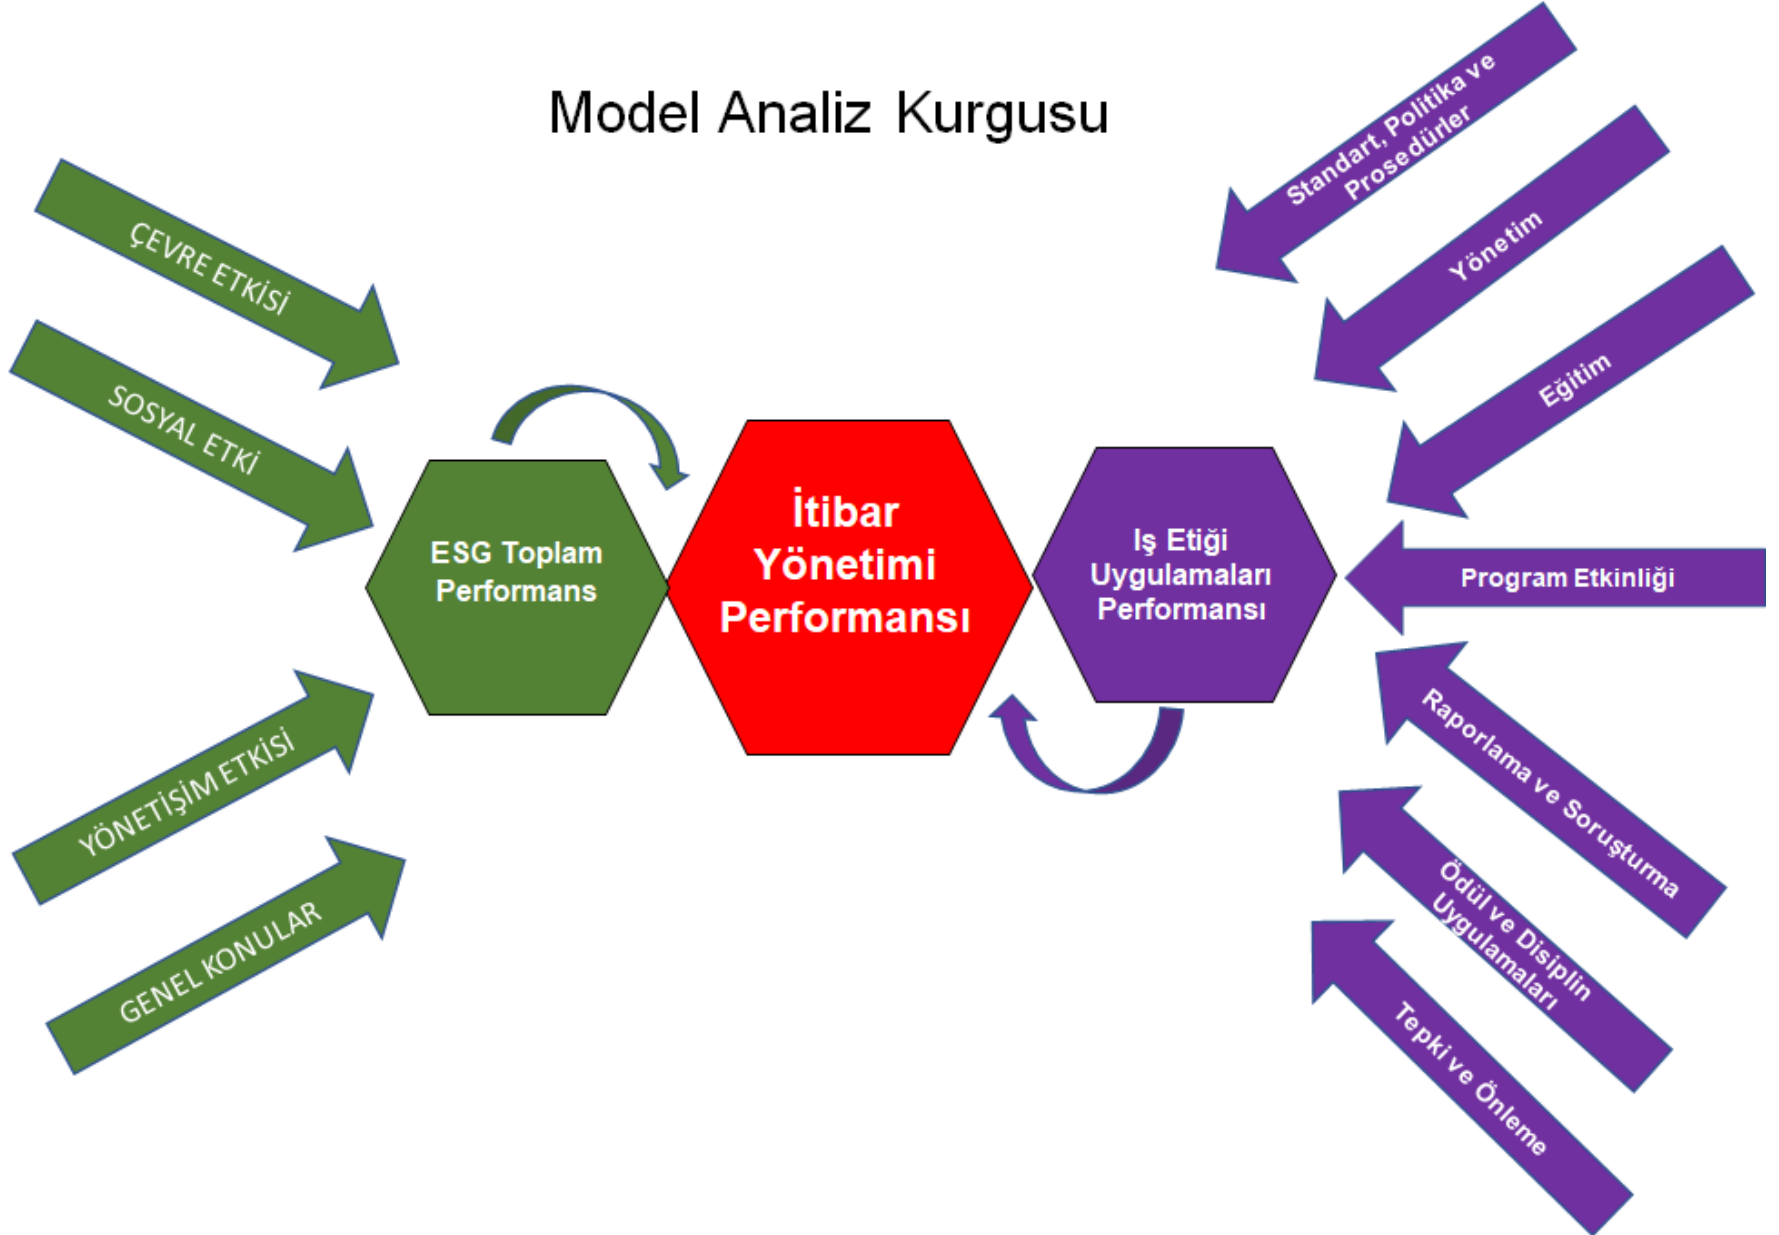 Model Analiz Kurgusu
ÇEVRE ETKİSİ
SOSYAL ETKİ
YÖNETİŞİM ETKİSİ
GENEL KONULAR
ESG Toplam
Performans
İtibar
Yönetimi
Performansı
Iş Etiği
Uygulamaları
Performansı
Standart, Politika ve
Prosedürler
Yönetim
Eğitim
Program Etkinliği
Raporlama ve Soruşturma
Ödül ve Disiplin
Uygulamaları
Tepki ve Önleme